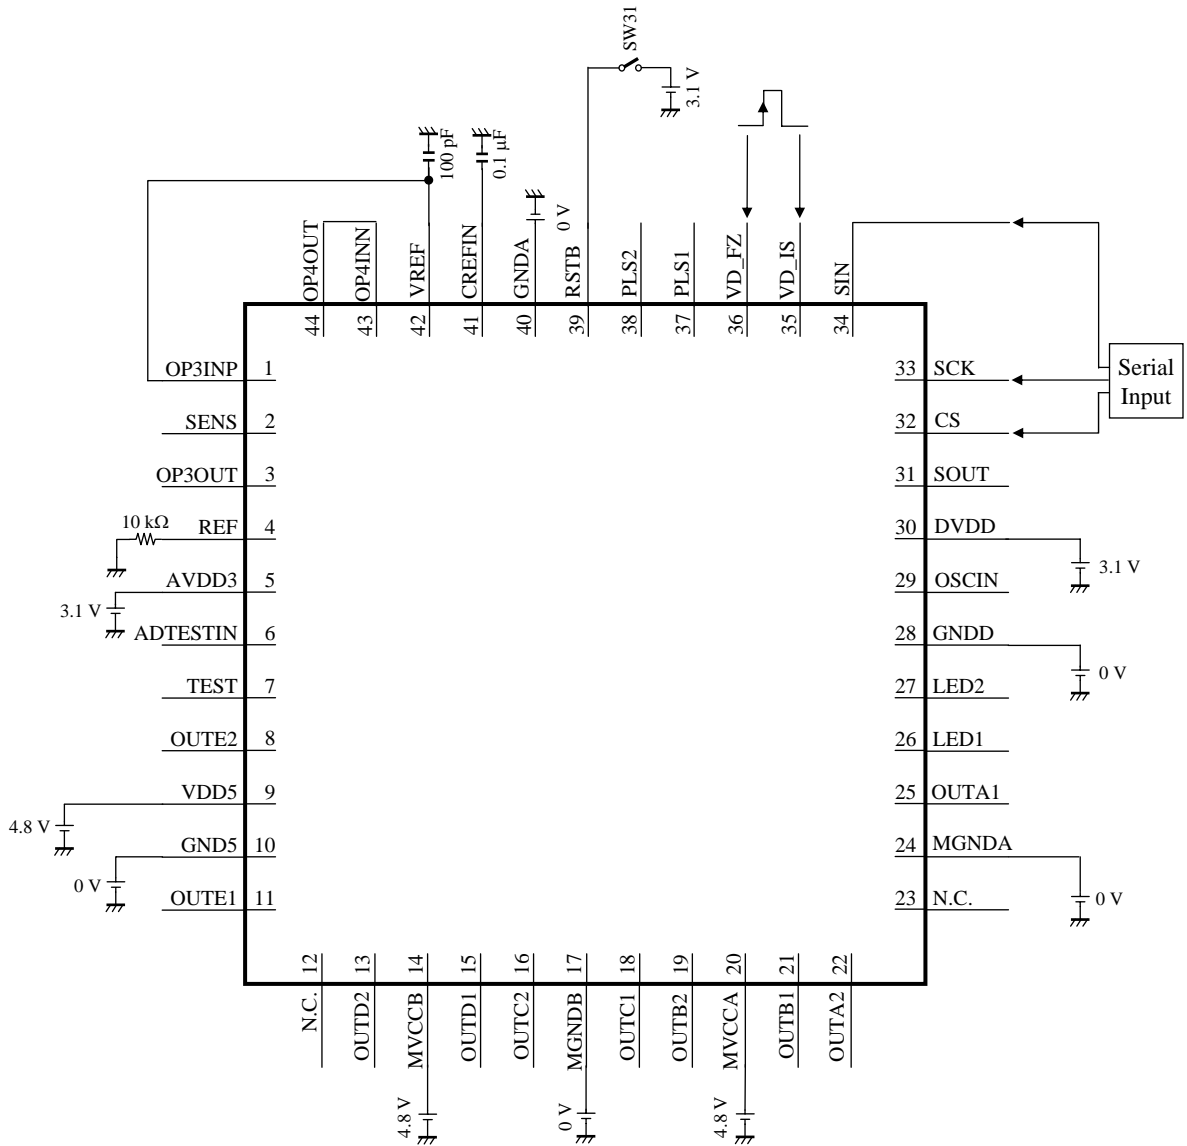 SW31
3.1 V
100 pF
0.1 µF
0 V
OP4OUT
OP4INN
VREF
CREFIN
GNDA
RSTB
PLS2
PLS1
VD_FZ
VD_IS
SIN
44
43
42
41
40
39
38
37
36
35
34
OP3INP 1
SENS 2
OP3OUT 3
10 kΩ
REF 4
AVDD3 5
3.1 V
ADTESTIN 6
TEST 7
OUTE2 8
VDD5 9
4.8 V
GND5 10
0 V
OUTE1 11
33 SCK
Serial
Input
32 CS
31 SOUT
30 DVDD
3.1 V
29 OSCIN
28 GNDD
0 V
27 LED2
26 LED1
25 OUTA1
24 MGNDA
0 V
23 N.C.
12
13
14
15
16
17
18
19
20
21
22
N.C.
OUTD2
MVCCB
OUTD1
OUTC2
MGNDB
OUTC1
OUTB2
MVCCA
OUTB1
OUTA2
4.8 V
0 V
4.8 V